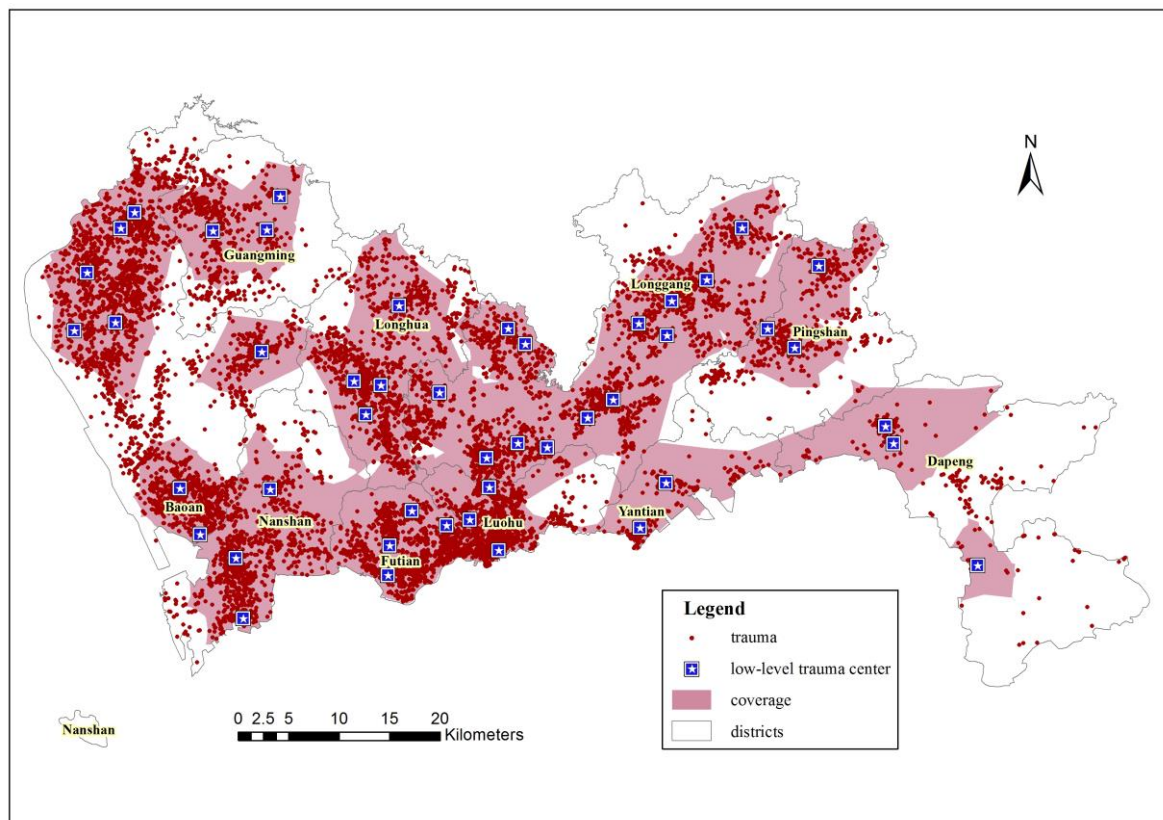 N
Guangming
Longgang
Longhua
Pingshan
Dapeng
Baoan
Nanshan
Luohu
Yantian
Futian
Legend
trauma
low-level trauma center
coverage
districts
Nanshan
0 2.5 5 10 15 20
Kilometers